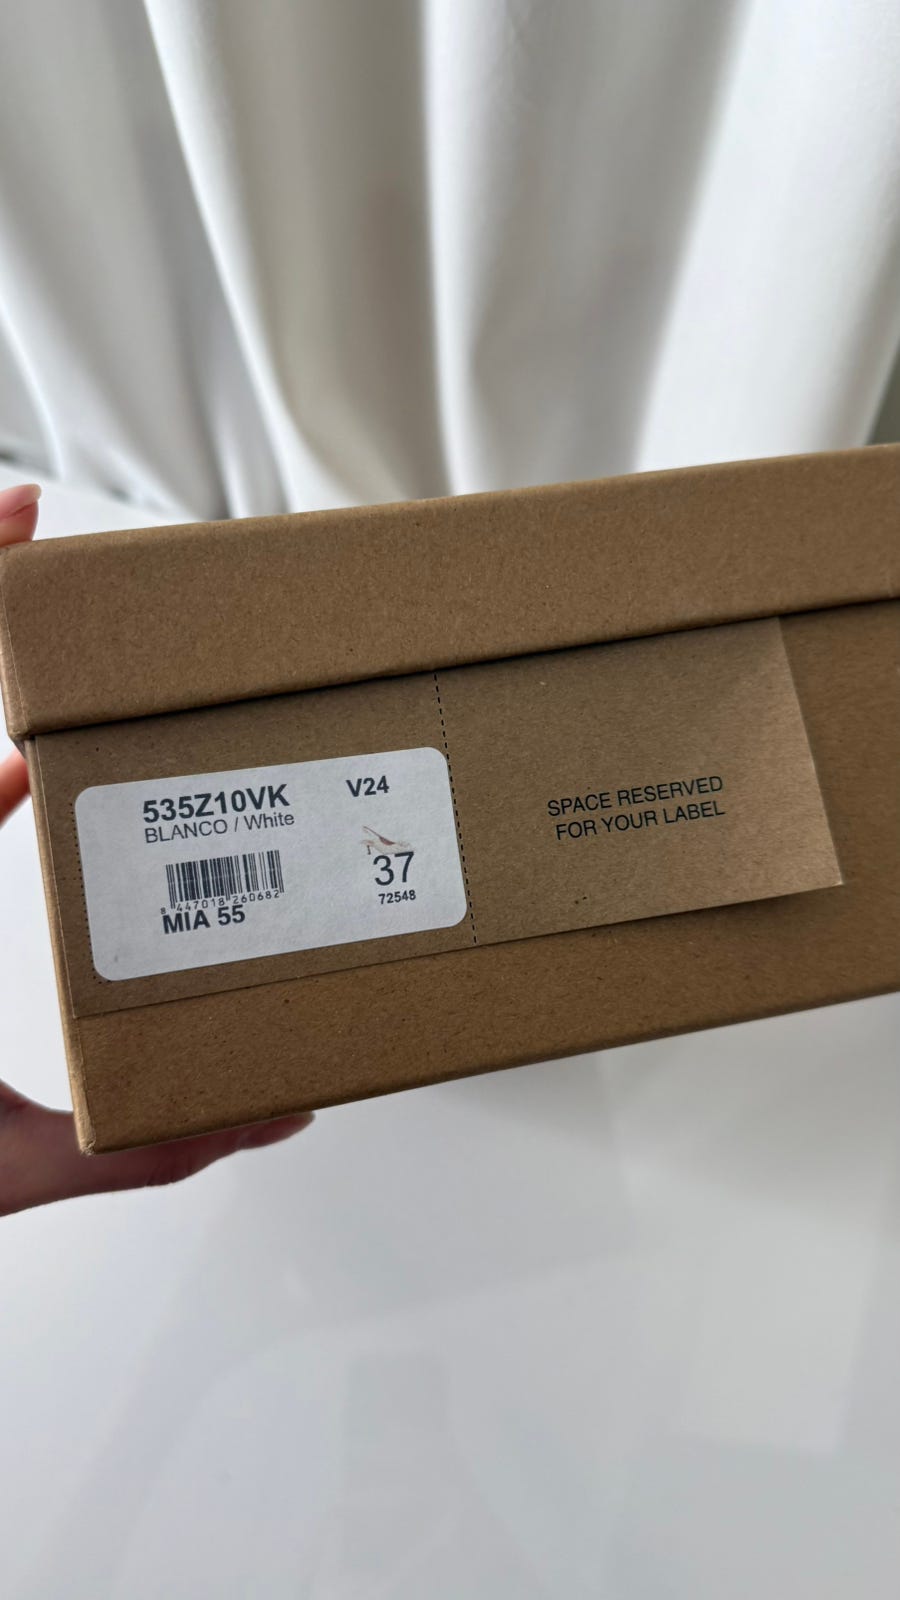 535Z10VK
BLANCO / White
V24
8 447018 260682
MIA 55
37
72548
SPACE RESERVED
FOR YOUR LABEL